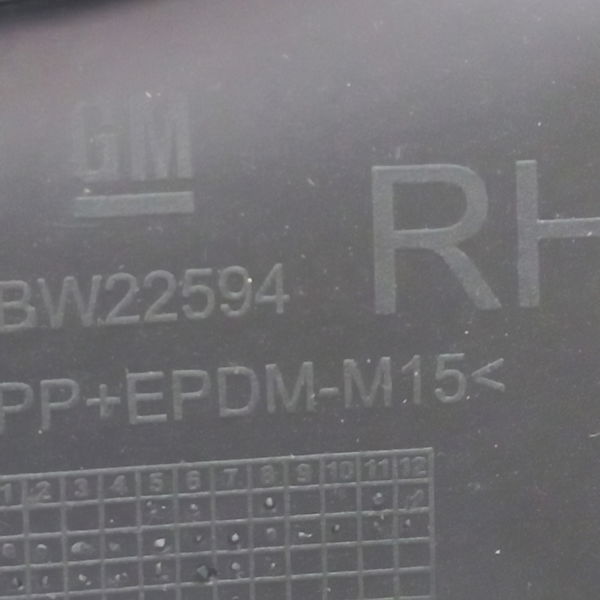 GM
RH
BW22594
PP+EPDM-M15<
1 2 3 4 5 6 7 8 9 10 11 12